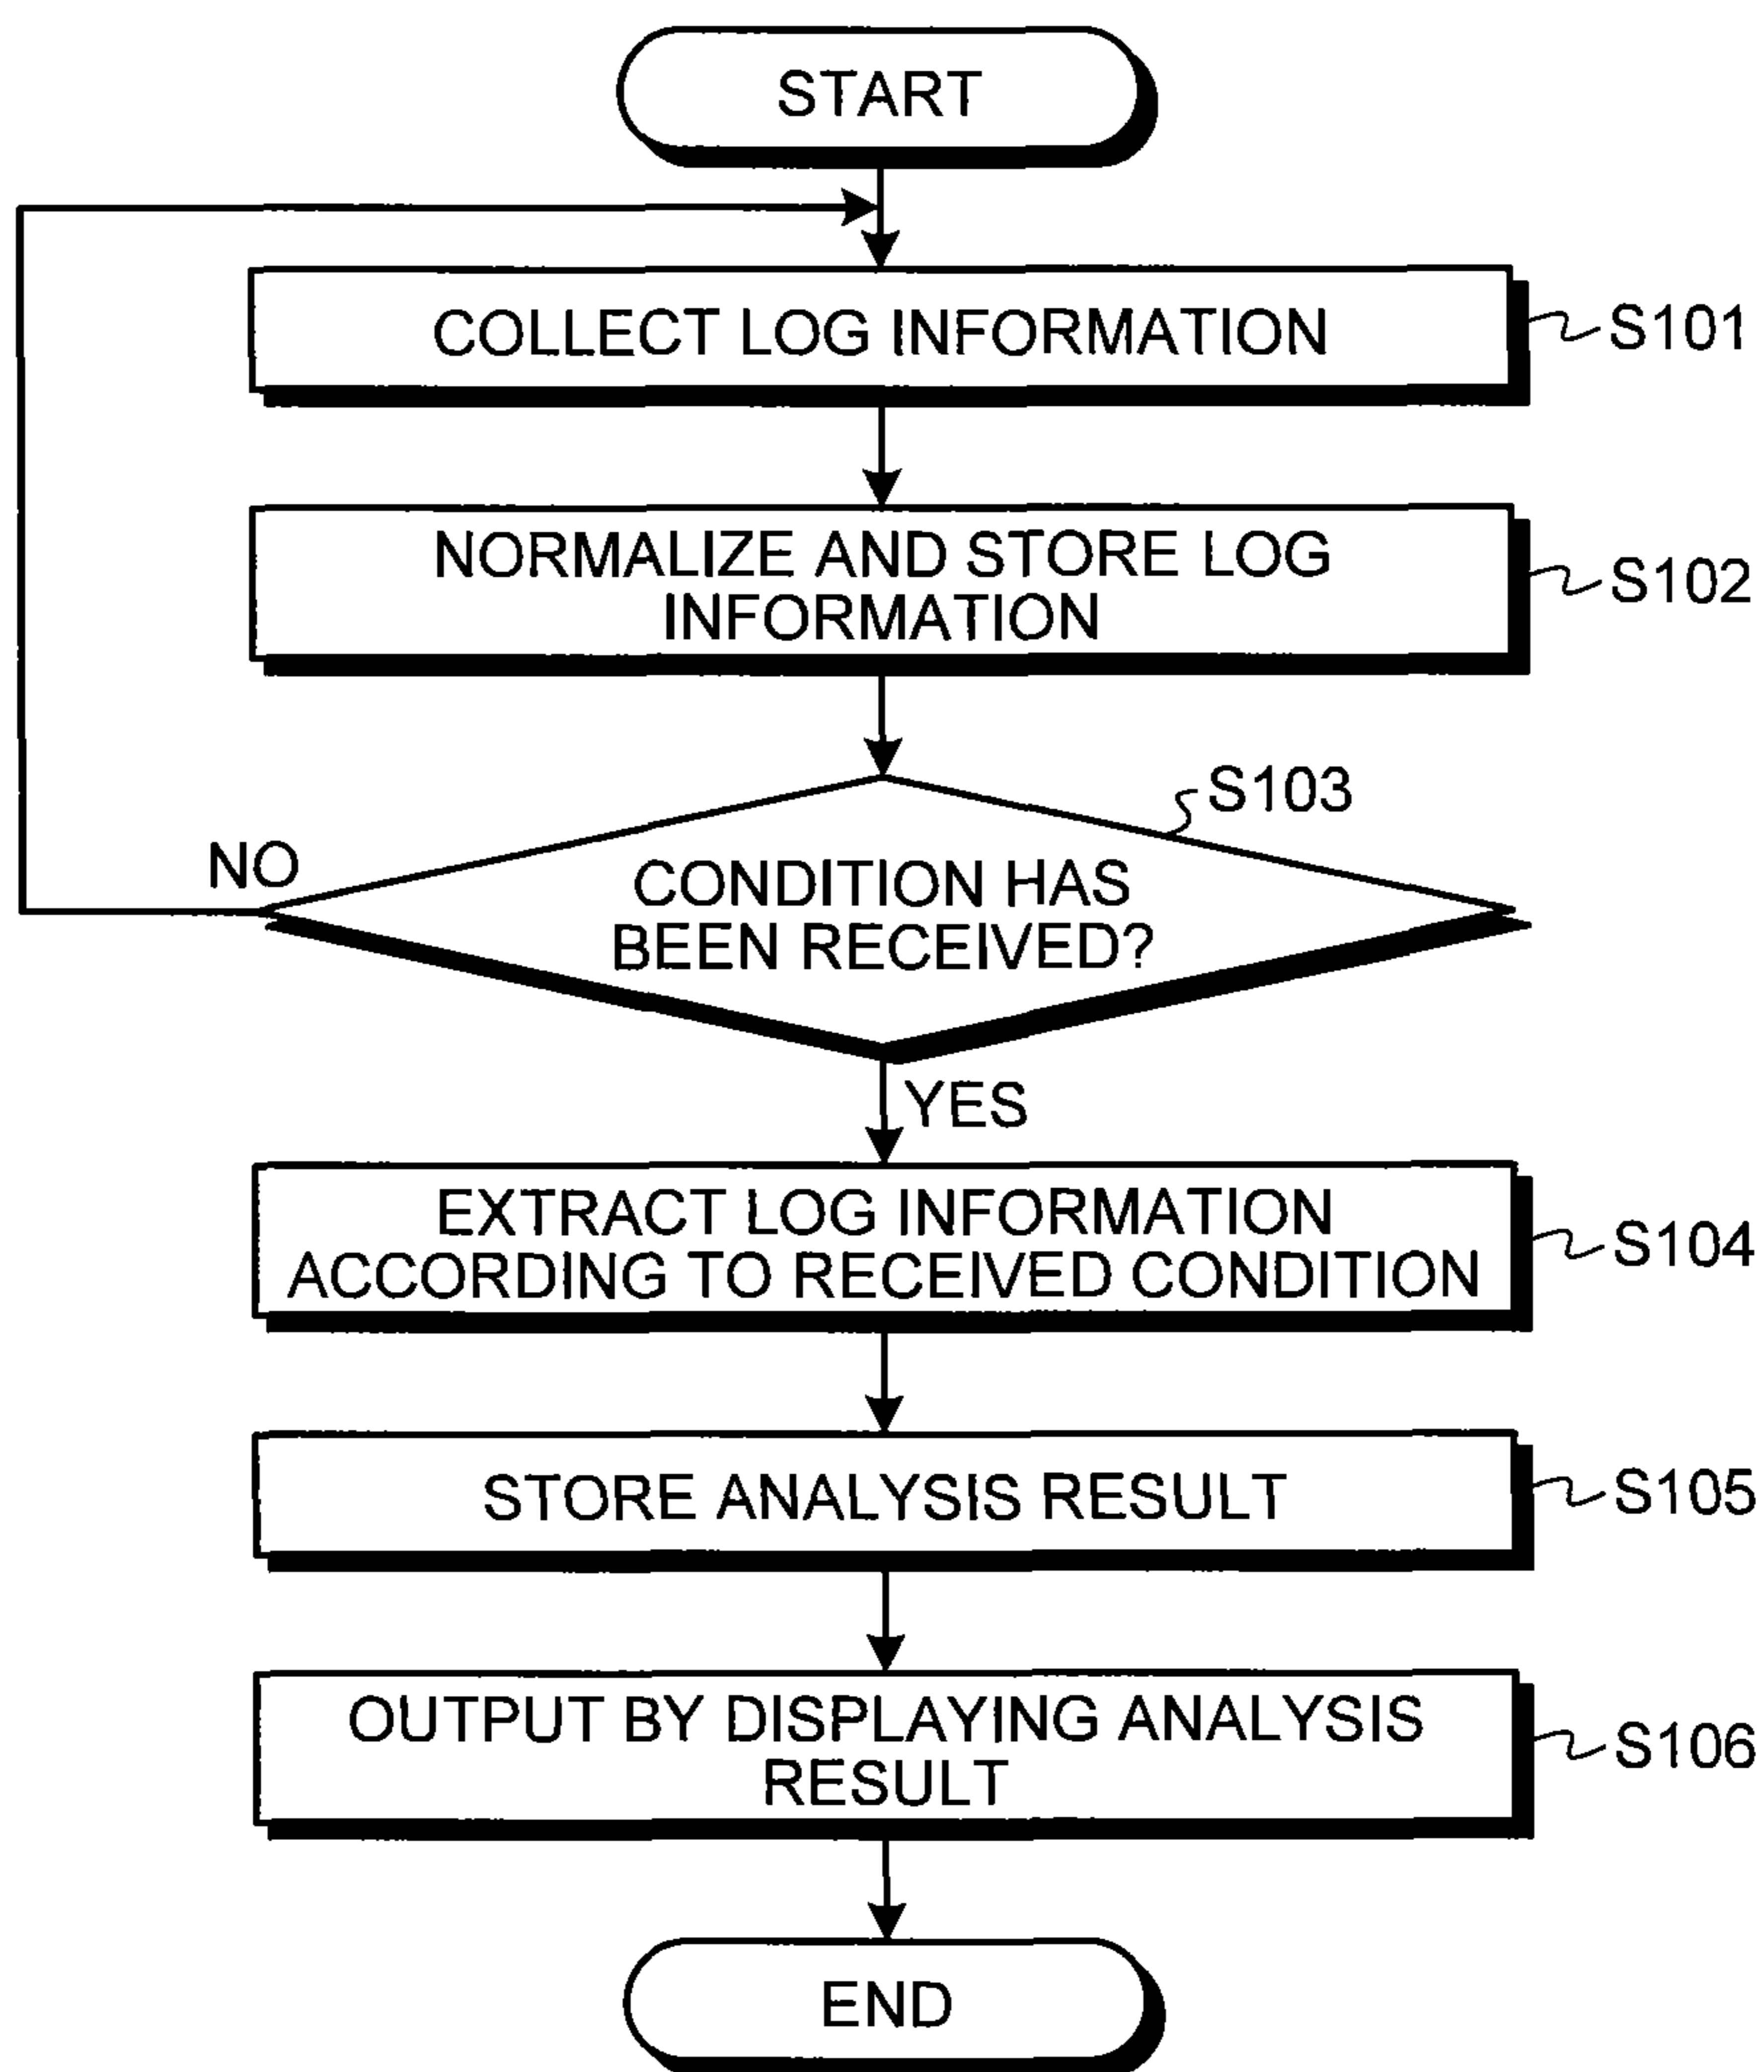 START
COLLECT LOG INFORMATION
S101
NORMALIZE AND STORE LOG
INFORMATION
S102
S103
NO
CONDITION HAS
BEEN RECEIVED?
YES
EXTRACT LOG INFORMATION
ACCORDING TO RECEIVED CONDITION
S104
STORE ANALYSIS RESULT
S105
OUTPUT BY DISPLAYING ANALYSIS
RESULT
S106
END